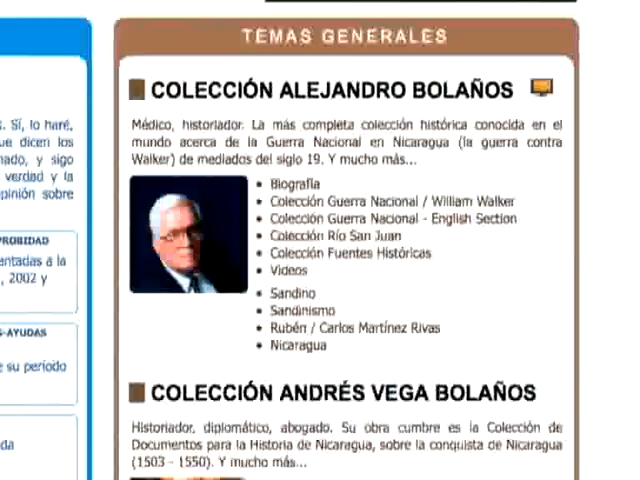 TEMAS GENERALES
COLECCIÓN ALEJANDRO BOLAÑOS
Médico, historiador. La más completa colección histórica conocida en el
mundo acerca de la Guerra Nacional en Nicaragua (la guerra contra
Walker) de mediados del siglo 19. Y mucho más...
• Biografía
• Colección Guerra Nacional / William Walker
• Colección Guerra Nacional - English Section
• Colección Río San Juan
• Colección Fuentes Históricas
• Videos
• Sandino
• Sandinismo
• Rubén / Carlos Martínez Rivas
• Nicaragua
COLECCIÓN ANDRÉS VEGA BOLAÑOS
Historiador, diplomático, abogado. Su obra cumbre es la Colección de
Documentos para la Historia de Nicaragua, sobre la conquista de Nicaragua
(1503 - 1550). Y mucho más...
. Sí, lo haré,
dicen los
y sigo
verdad y la
sobre
a la
, 2002 y
-AYUDAS
su período